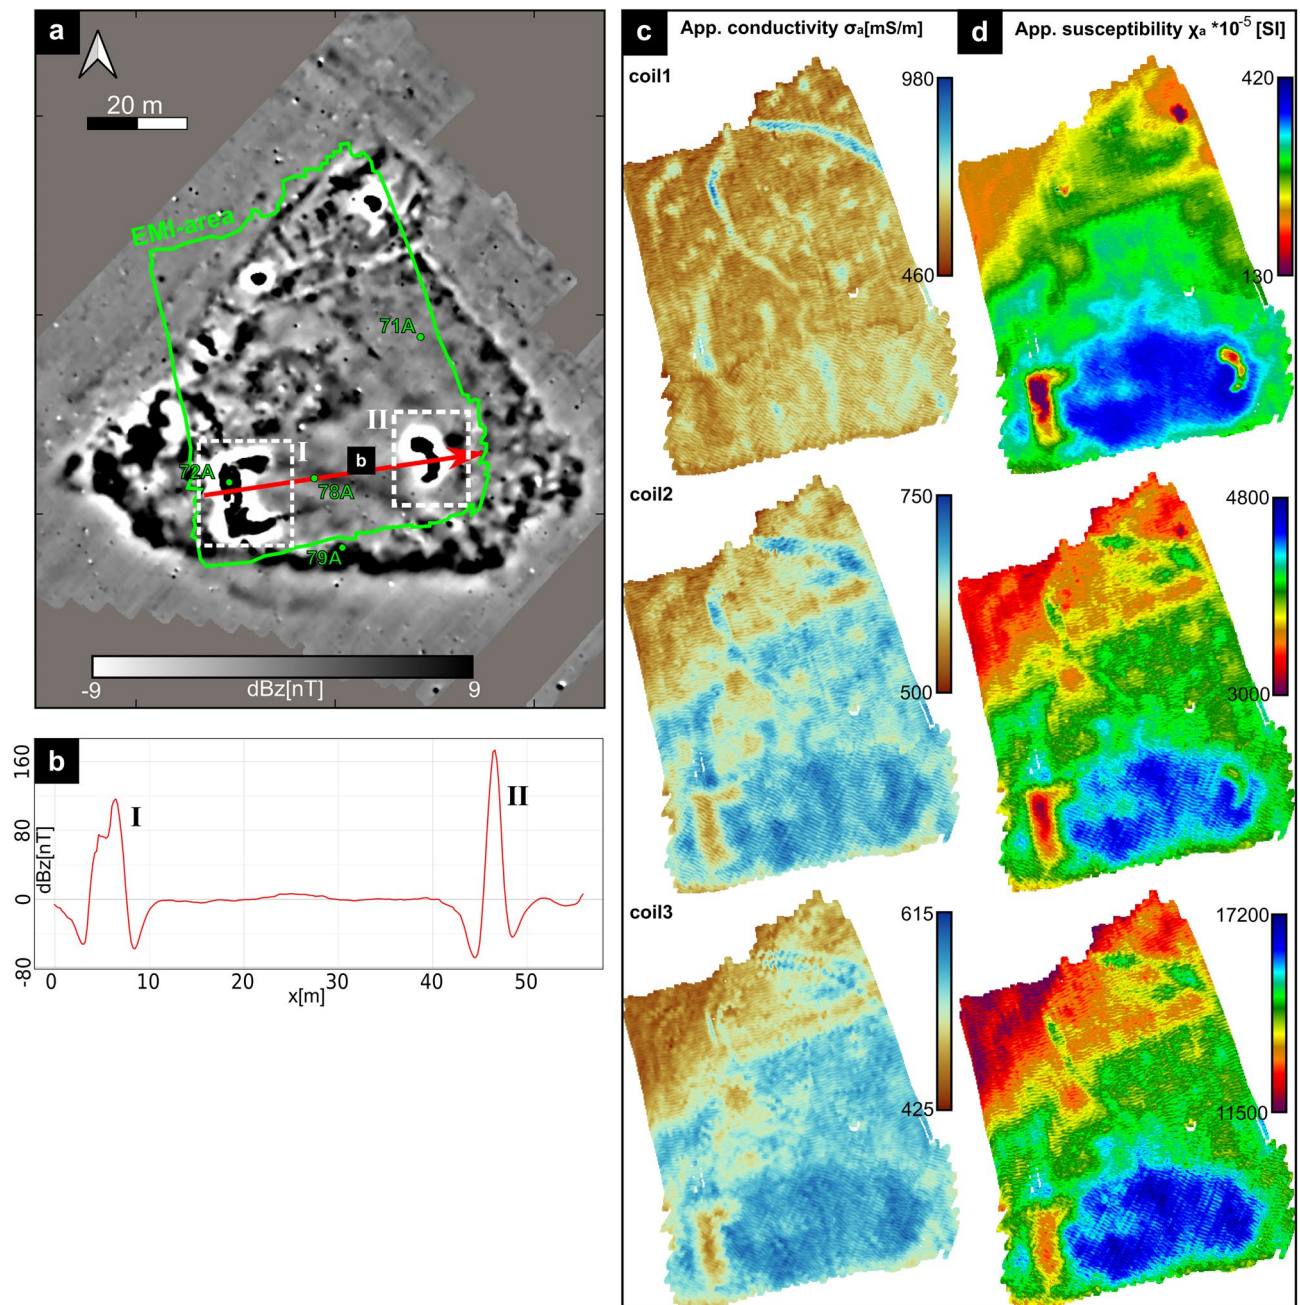 a
20 m
EMI-area
71A
II
I
b
72A
78A
79A
-9
dBz[nT]
9
b
160
80
0
-80
dBz[nT]
I
II
0
10
20
30
40
50
x[m]
c
App. conductivity σa[mS/m]
coil1
980
460
coil2
750
500
coil3
615
425
d
App. susceptibility χa *10-5 [SI]
420
130
4800
3000
17200
11500